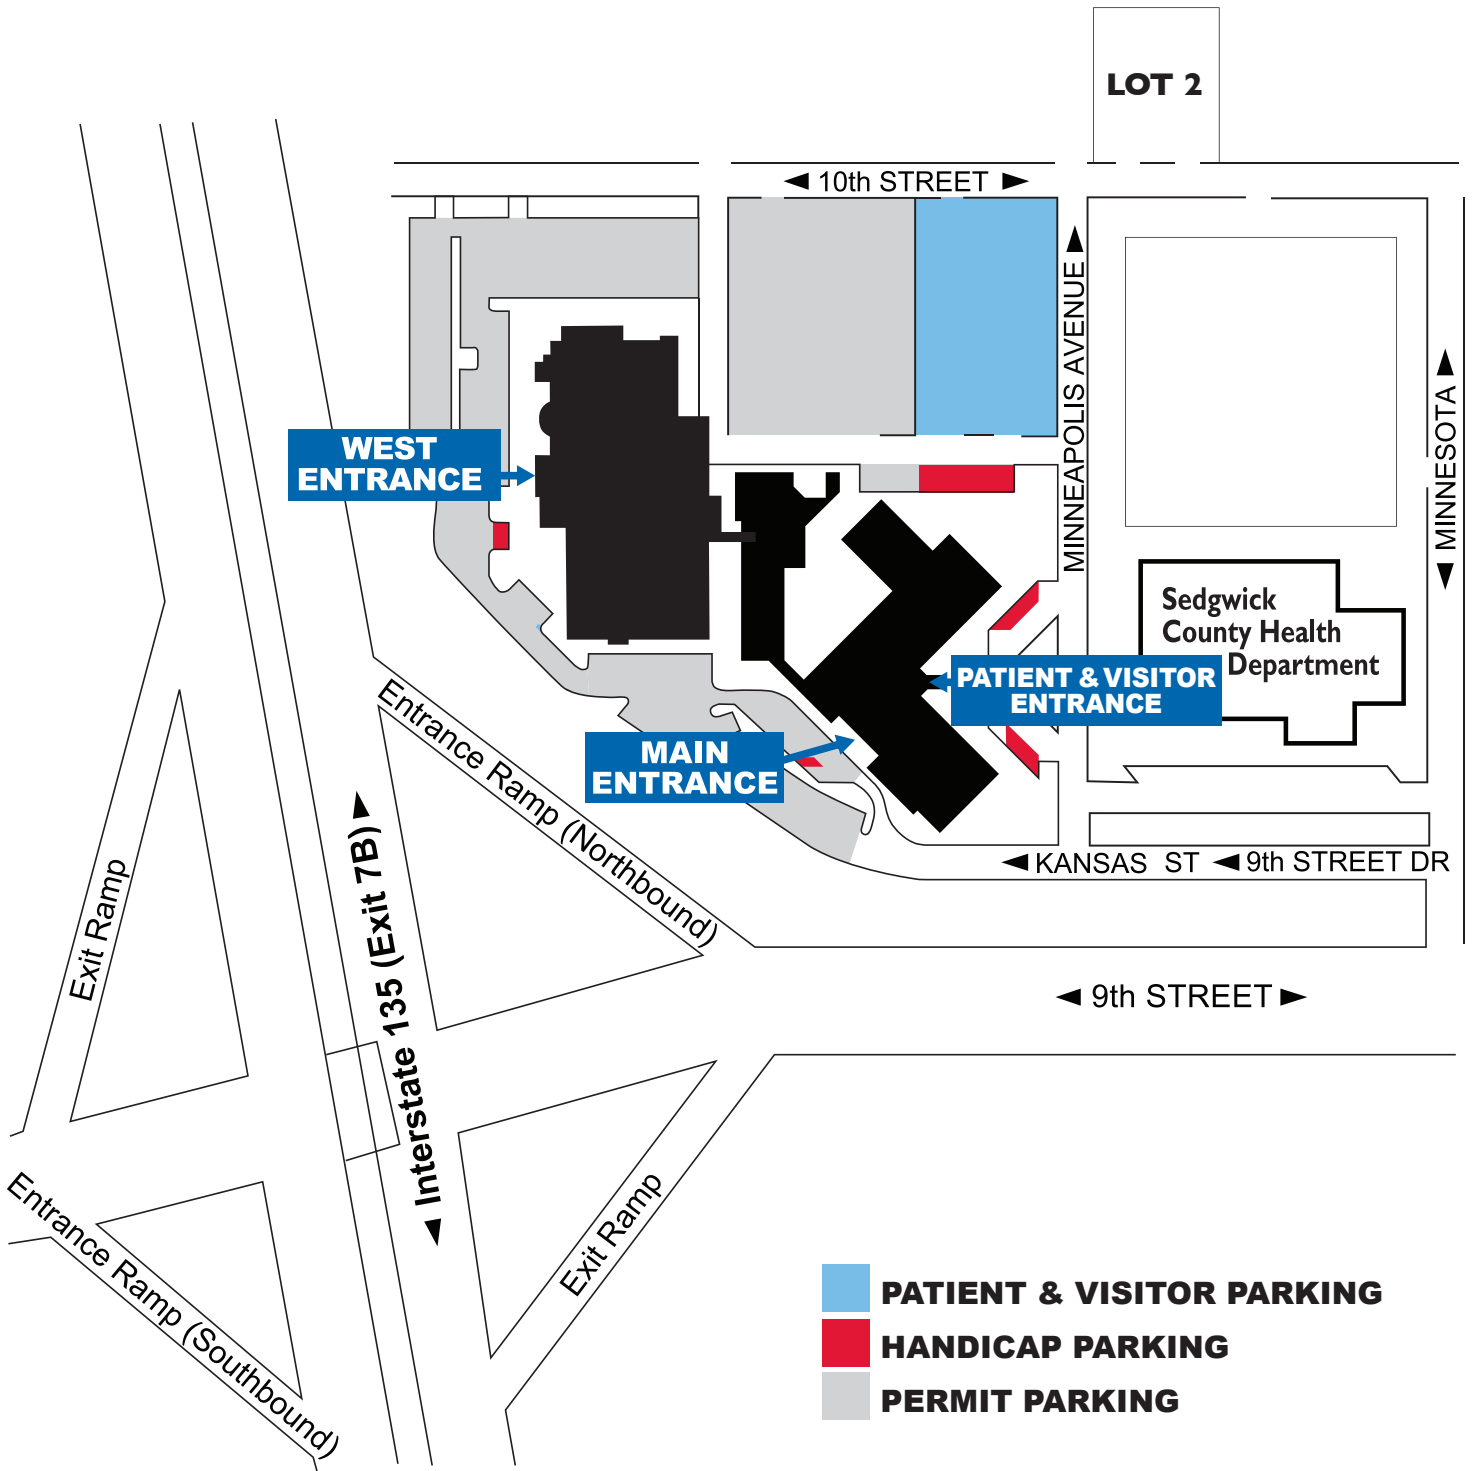 LOT 2
10th STREET
MINNEAPOLIS AVENUE
MINNESOTA
WEST
ENTRANCE
Sedgwick
County Health
Department
PATIENT & VISITOR
ENTRANCE
MAIN
ENTRANCE
Entrance Ramp (Northbound)
KANSAS ST
9th STREET DR
Exit Ramp
Interstate 135 (Exit 7B)
9th STREET
Entrance Ramp (Southbound)
Exit Ramp
PATIENT & VISITOR PARKING
HANDICAP PARKING
PERMIT PARKING